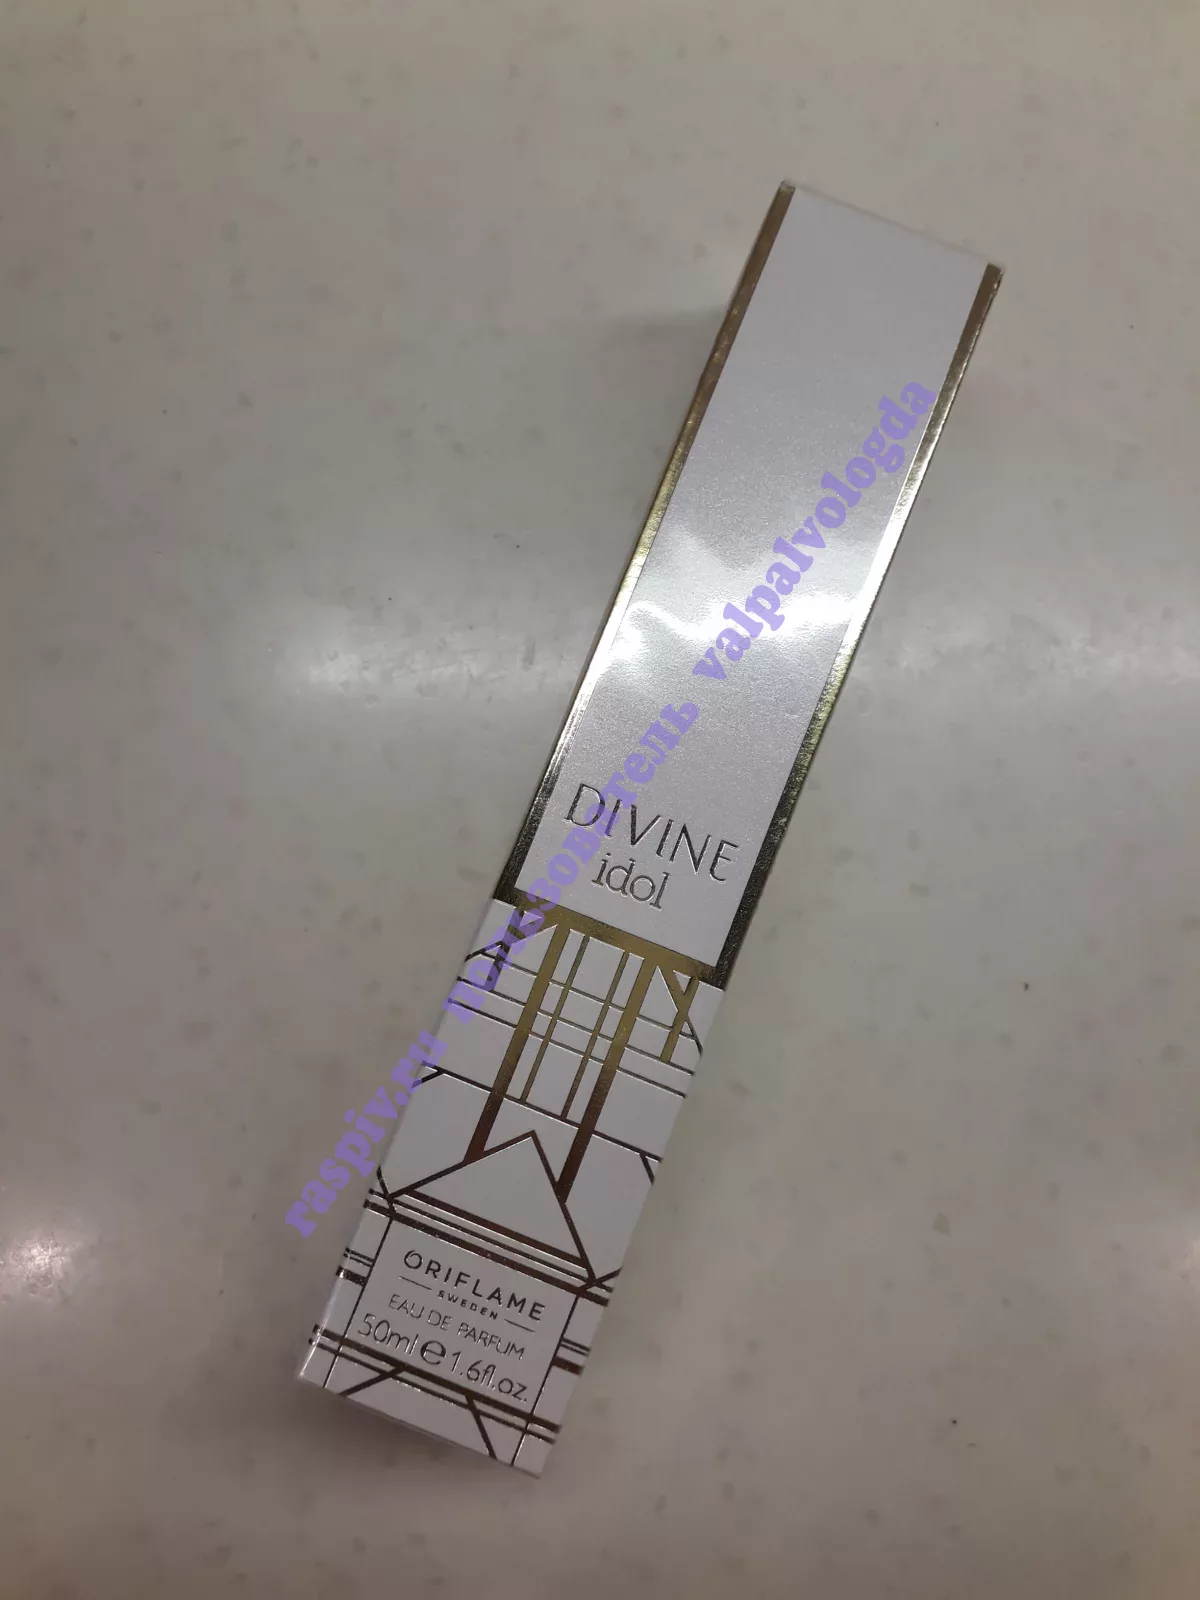 DIVINE
idol
ORIFLAME
SWEDEN
EAU DE PARFUM
50ml e 1.6fl.oz.
raspiv.ru пользователь valpalvologda